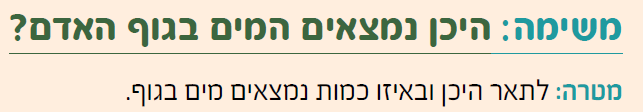 משימה: היכן נמצאים המים בגוף האדם?
מטרה: לתאר היכן ובאיזו כמות נמצאים מים בגוף.